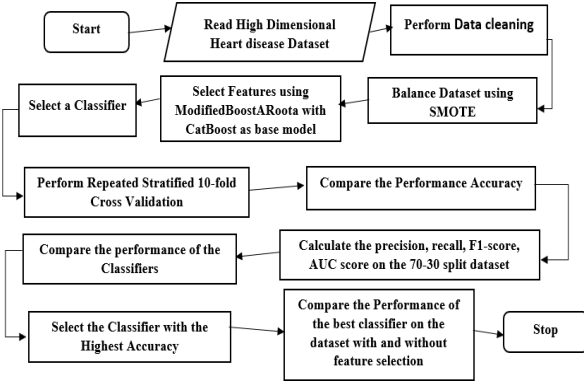 Start
Read High Dimensional
Heart disease Dataset
Perform Data cleaning
Balance Dataset using
SMOTE
Select Features using
ModifiedBoostARoota with
CatBoost as base model
Select a Classifier
Perform Repeated Stratified 10-fold
Cross Validation
Compare the Performance Accuracy
Calculate the precision, recall, F1-score,
AUC score on the 70-30 split dataset
Compare the performance of the
Classifiers
Select the Classifier with the
Highest Accuracy
Compare the Performance of
the best classifier on the
dataset with and without
feature selection
Stop